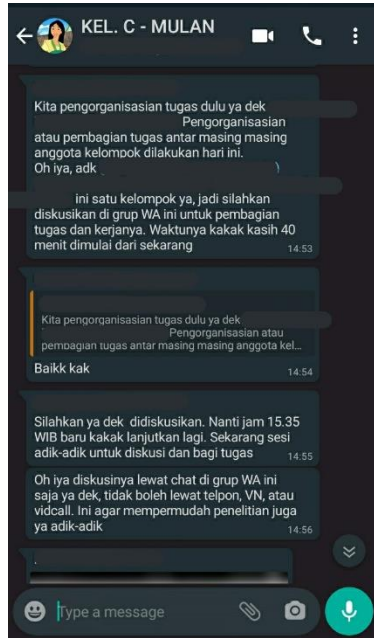 KEL. C - MULAN
Kita pengorganisasian tugas dulu ya dek
Pengorganisasian
atau pembagian tugas antar masing masing
anggota kelompok dilakukan hari ini.
Oh iya, adk )
ini satu kelompok ya, jadi silahkan
diskusikan di grup WA ini untuk pembagian
tugas dan kerjanya. Waktunya kakak kasih 40
menit dimulai dari sekarang
14:53
Kita pengorganisasian tugas dulu ya dek
Pengorganisasian atau
pembagian tugas antar masing masing anggota kel...
Baikk kak
14:54
Silahkan ya dek didiskusikan. Nanti jam 15.35
WIB baru kakak lanjutkan lagi. Sekarang sesi
adik-adik untuk diskusi dan bagi tugas
14:55
Oh iya diskusinya lewat chat di grup WA ini
saja ya dek, tidak boleh lewat telpon, VN, atau
vidcall. Ini agar mempermudah penelitian juga
ya adik-adik
14:56
Type a message